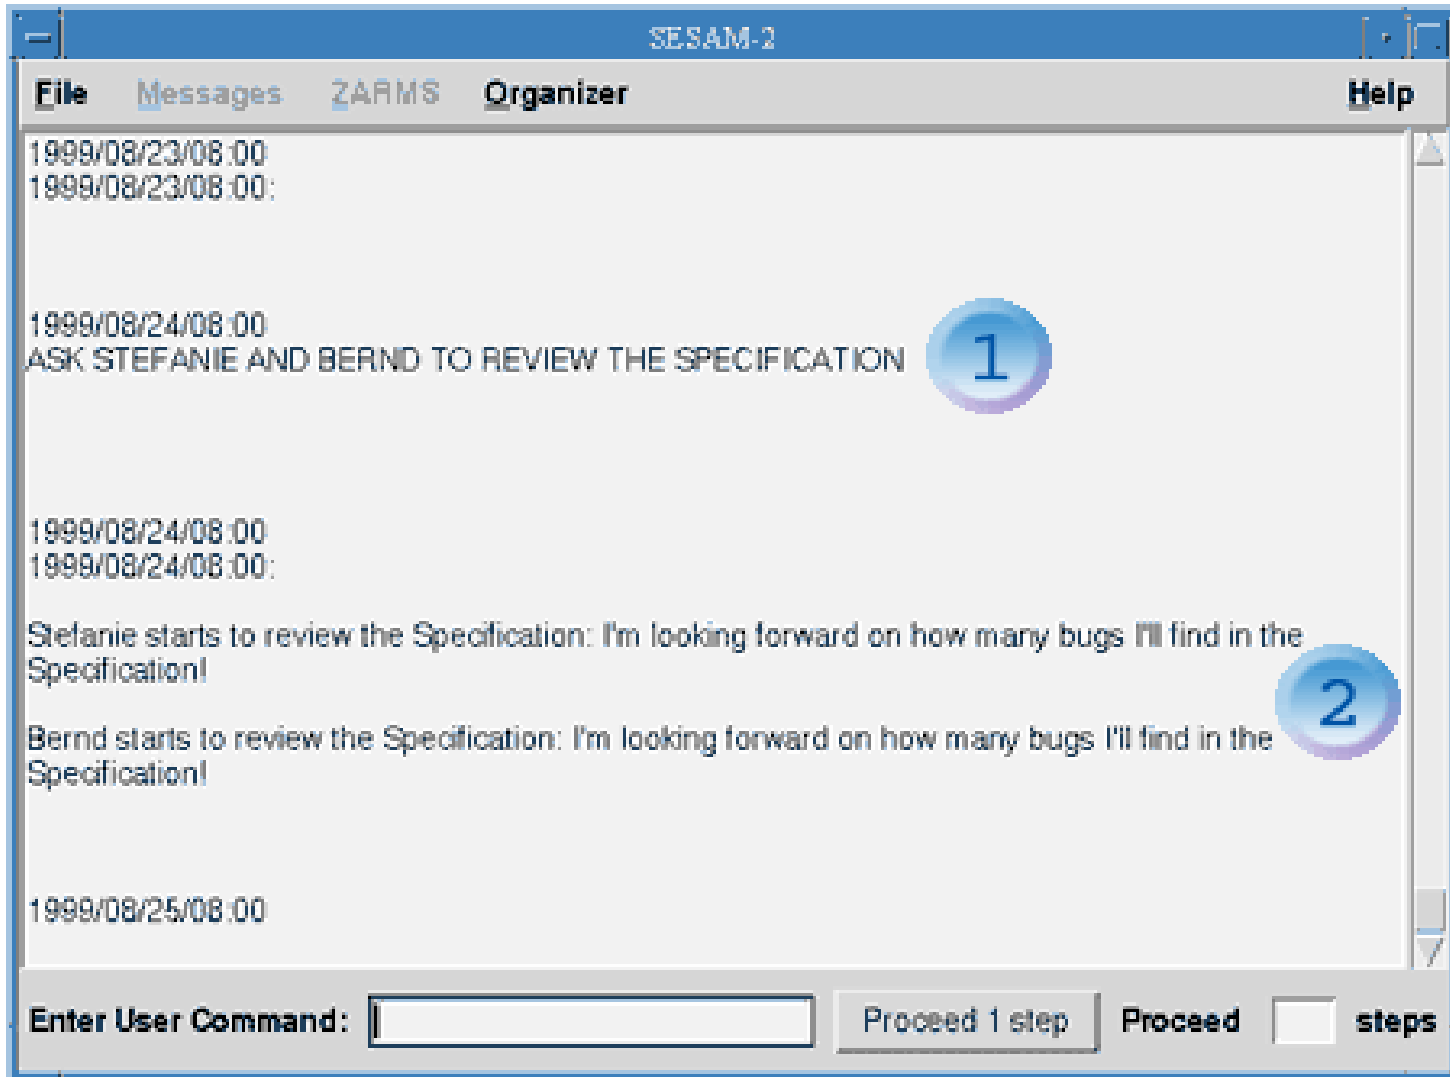 SESAM-2
File Messages ZARMS Organizer Help
1999/08/23/08:00
1999/08/23/08:00:
1999/08/24/08:00
ASK STEFANIE AND BERND TO REVIEW THE SPECIFICATION
1
1999/08/24/08:00
1999/08/24/08:00:
Stefanie starts to review the Specification: I'm looking forward on how many bugs I'll find in the
Specification!
2
Bernd starts to review the Specification: I'm looking forward on how many bugs I'll find in the
Specification!
1999/08/25/08:00
Enter User Command: Proceed 1 step Proceed steps